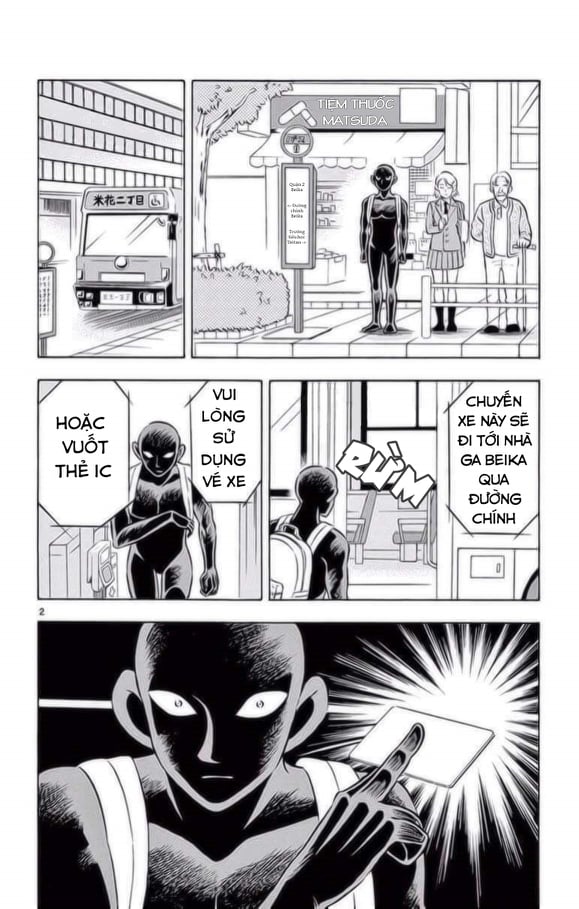 米花二丁目
TIỆM THUỐC
MATSUDA
Quận 2
Beika
<- Đường
chính
Beika
Trường
tiểu học
Teitan ->
CHUYẾN
XE NÀY SẼ
ĐI TỚI NHÀ
GA BEIKA
QUA
ĐƯỜNG
CHÍNH
RÙM
VUI
LÒNG
SỬ
DỤNG
VÉ XE
HOẶC
VUỐT
THẺ IC
2